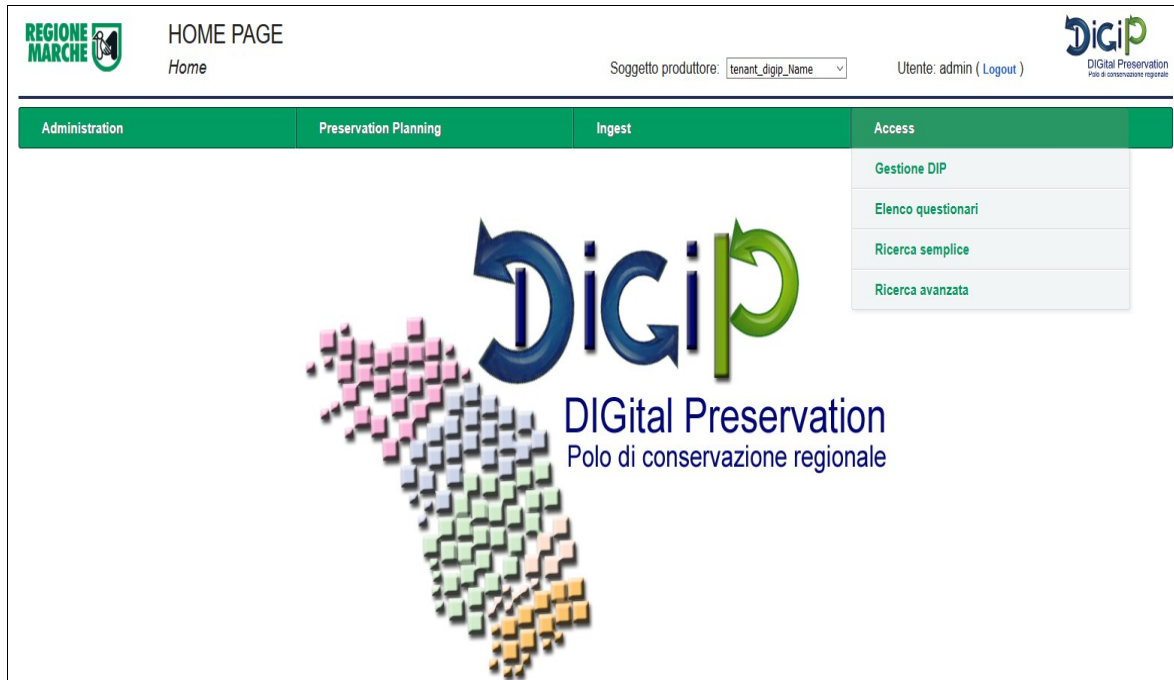 REGIONE
MARCHE
HOME PAGE
Home
Soggetto produttore: tenant_digip_Name
Utente: admin ( Logout )
DiGiP
DIGital Preservation
Polo di conservazione regionale
Administration
Preservation Planning
Ingest
Access
Gestione DIP
Elenco questionari
Ricerca semplice
Ricerca avanzata
DiGiP
DIGital Preservation
Polo di conservazione regionale